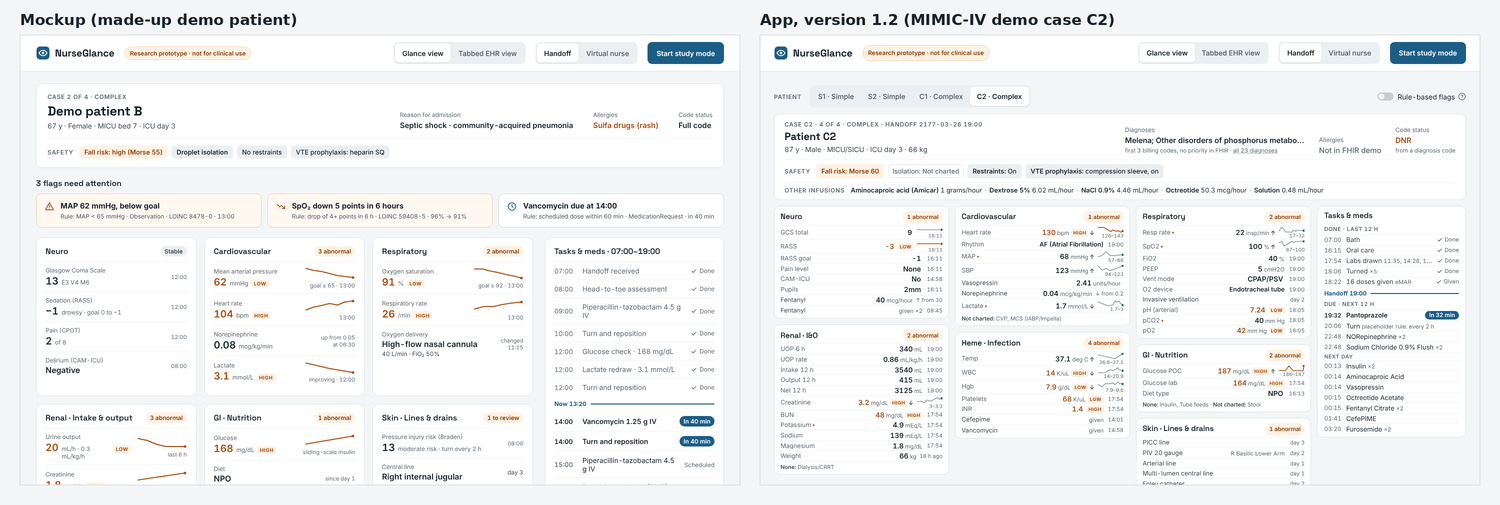 Mockup (made-up demo patient)
NurseGlance
Research prototype · not for clinical use
Glance view
Tabbed EHR view
Handoff
Virtual nurse
Start study mode
CASE 2 OF 4 · COMPLEX
Demo patient B
67 y · Female · MICU bed 7 · ICU day 3
Reason for admission
Septic shock · community-acquired pneumonia
Allergies
Sulfa drugs (rash)
Code status
Full code
SAFETY
Fall risk: high (Morse 55)
Droplet isolation
No restraints
VTE prophylaxis: heparin SQ
3 flags need attention
MAP 62 mmHg, below goal
Rule: MAP < 65 mmHg · Observation · LOINC 8478-0 · 13:00
SpO₂ down 5 points in 6 hours
Rule: drop of 4+ points in 6 h · LOINC 59408-5 · 96% → 91%
Vancomycin due at 14:00
Rule: scheduled dose within 60 min · MedicationRequest · in 40 min
Neuro
Stable
Glasgow Coma Scale
13 E3 V4 M6
12:00
Sedation (RASS)
−1 drowsy · goal 0 to −1
Pain (CPOT)
2 of 8
Delirium (CAM-ICU)
Negative
08:00
Cardiovascular
3 abnormal
Mean arterial pressure
62 mmHg LOW
goal ≥ 65 · 13:00
Heart rate
104 bpm HIGH
13:00
Norepinephrine
0.08 mcg/kg/min
up from 0.05
at 06:30
Lactate
3.1 mmol/L HIGH
improving · 12:00
Respiratory
2 abnormal
Oxygen saturation
91 % LOW
goal ≥ 92 · 13:00
Respiratory rate
26 /min HIGH
13:00
Oxygen delivery
High-flow nasal cannula
40 L/min · FiO₂ 50%
changed
11:15
Tasks & meds · 07:00–19:00
07:00 Handoff received ✓ Done
08:00 Head-to-toe assessment ✓ Done
09:00 Piperacillin-tazobactam 4.5 g IV ✓ Done
10:00 Turn and reposition ✓ Done
12:00 Glucose check · 168 mg/dL ✓ Done
12:00 Lactate redraw · 3.1 mmol/L ✓ Done
12:00 Turn and reposition ✓ Done
Now 13:20
14:00 Vancomycin 1.25 g IV In 40 min
14:00 Turn and reposition In 40 min
15:00 Piperacillin-tazobactam 4.5 g IV Scheduled
Renal · Intake & output
3 abnormal
Urine output
20 mL/h · 0.3 mL/kg/h LOW
last 6 h
Creatinine
GI · Nutrition
1 abnormal
Glucose
168 mg/dL HIGH
sliding-scale insulin
Diet
NPO
since day 1
Skin · Lines & drains
1 to review
Pressure injury risk (Braden)
13 moderate risk · turn every 2 h
08:00
Central line
Right internal jugular
day 3
App, version 1.2 (MIMIC-IV demo case C2)
NurseGlance
Research prototype · not for clinical use
Glance view
Tabbed EHR view
Handoff
Virtual nurse
Start study mode
PATIENT
S1 · Simple
S2 · Simple
C1 · Complex
C2 · Complex
Rule-based flags
CASE C2 · 4 OF 4 · COMPLEX · HANDOFF 2177-03-26 19:00
Patient C2
87 y · Male · MICU/SICU · ICU day 3 · 66 kg
Diagnoses
Melena; Other disorders of phosphorus metabo...
first 3 billing codes, no priority in FHIR · all 23 diagnoses
Allergies
Not in FHIR demo
Code status
DNR
from a diagnosis code
SAFETY
Fall risk: Morse 60
Isolation: Not charted
Restraints: On
VTE prophylaxis: compression sleeve, on
OTHER INFUSIONS Aminocaproic acid (Amicar) 1 grams/hour · Dextrose 5% 6.02 mL/hour · NaCl 0.9% 4.46 mL/hour · Octreotide 50.3 mcg/hour · Solution 0.48 mL/hour
Neuro
1 abnormal
GCS total 9 16:11
RASS -3 LOW 16:11
RASS goal -1 16:11
Pain level None 16:11
CAM-ICU No 14:58
Pupils 2mm 16:11
Fentanyl 40 mcg/hour ↑ from 30
Fentanyl given ×2 08:45
Renal · I&O
2 abnormal
UOP 6 h 340 mL 19:00
UOP rate 0.86 mL/kg/h 19:00
Intake 12 h 3540 mL 19:00
Output 12 h 415 mL 19:00
Net 12 h 3125 mL 19:00
Creatinine 3.2 mg/dL HIGH ↓ 3–3.3
BUN 48 mg/dL HIGH 17:54
Potassium 4.9 mEq/L 17:54
Sodium 139 mEq/L 17:54
Magnesium 1.8 mg/dL 17:54
Weight 66 kg 18 h ago
None: Dialysis/CRRT
Cardiovascular
1 abnormal
Heart rate 130 bpm HIGH ↓ 126–143
Rhythm AF (Atrial Fibrillation) 19:00
MAP 68 mmHg ↑ 57–86
SBP 123 mmHg ↑ 94–123
Vasopressin 2.41 units/hour
Norepinephrine 0.04 mcg/kg/min ↓ from 0.2
Lactate 1.7 mmol/L ↓ 1.7–3
Not charted: CVP, MCS (IABP/Impella)
Heme · Infection
4 abnormal
Temp 37.1 deg C ↑ 36.8–37.1
WBC 14 K/uL HIGH ↓ 14–20.9
Hgb 7.9 g/dL LOW ↓ 7.9–9.6
Platelets 68 K/uL LOW 17:54
INR 1.4 HIGH 17:54
Cefepime given 14:01
Vancomycin given 14:58
Respiratory
2 abnormal
Resp rate 22 insp/min ↑ 17–32
SpO2 100 % ↑ 87–100
FiO2 40 % 19:00
PEEP 5 cmH2O 19:00
Vent mode CPAP/PSV 19:00
O2 device Endotracheal tube 19:00
Invasive ventilation day 2
pH (arterial) 7.24 LOW 18:05
pCO2 40 mm Hg 18:05
pO2 42 mm Hg LOW 18:05
GI · Nutrition
2 abnormal
Glucose POC 187 mg/dL HIGH ↑ 186–187
Glucose lab 164 mg/dL HIGH 17:54
Diet type NPO 16:13
None: Insulin, Tube feeds · Not charted: Stool
Skin · Lines & drains
1 abnormal
PICC line day 3
PIV 20 gauge R Basilic Lower Arm day 2
Arterial line day 1
Multi-lumen central line day 1
Foley catheter day 2
Tasks & meds
DONE · LAST 12 H
07:00 Bath ✓ Done
16:15 Oral care ✓ Done
17:54 Labs drawn 11:35, 14:28, 1... ✓ Done
18:06 Turned ×5 ✓ Done
18:22 16 doses given eMAR ✓ Given
Handoff 19:00
DUE · NEXT 12 H
19:32 Pantoprazole In 32 min
20:06 Turn placeholder rule: every 2 h
22:48 NORepinephrine ×2
22:48 Sodium Chloride 0.9% Flush ×2
NEXT DAY
00:13 Insulin ×2
00:14 Aminocaproic Acid
00:14 Vasopressin
00:15 Octreotide Acetate
00:15 Fentanyl Citrate ×2
01:41 CefePIME
03:20 Furosemide ×2